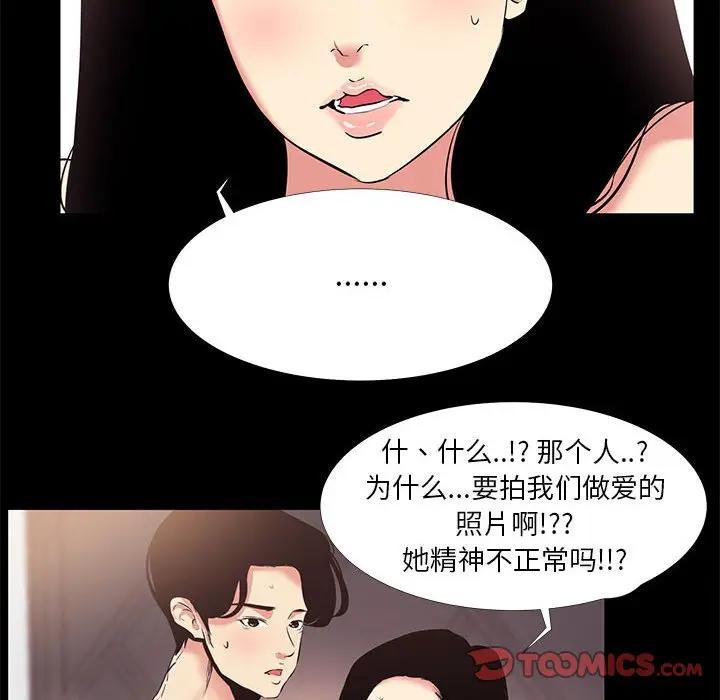 ......
什、什么..!? 那个人..?
为什么...要拍我们做爱的
照片啊!??
她精神不正常吗!!?
TOOMICS.COM